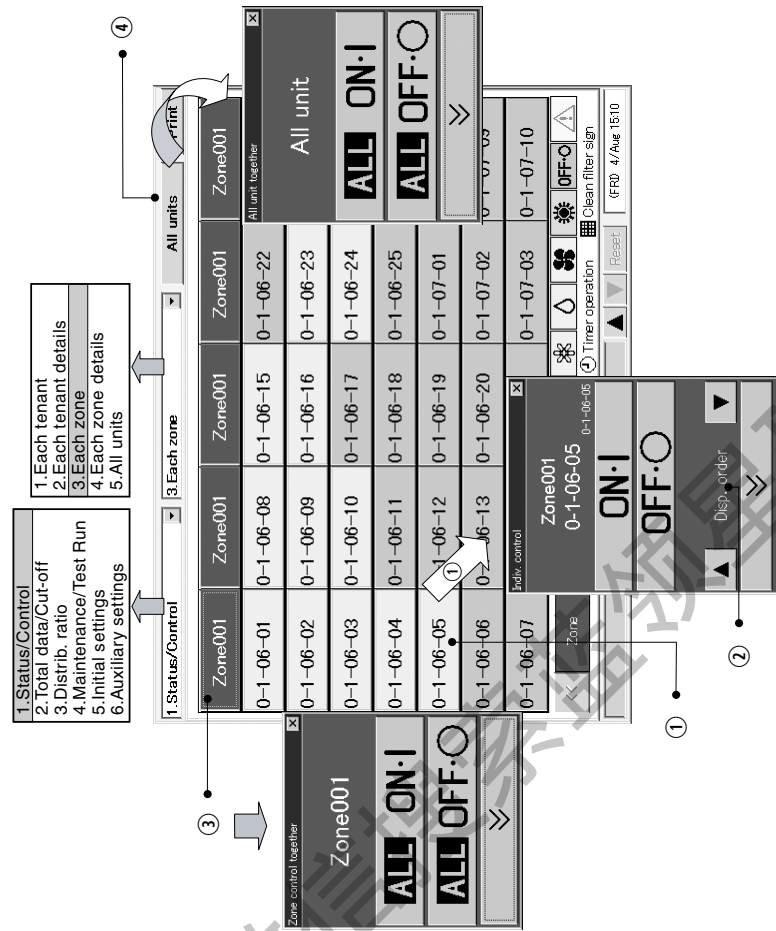 1.Status/Control
2.Total data/Cut-off
3.Distrib. ratio
4.Maintenance/Test Run
5.Initial settings
6.Auxiliary settings
1.Each tenant
2.Each tenant details
3.Each zone
4.Each zone details
5.All units
④
1.Status/Control
3.Each zone
All units
Print
③
Zone001
Zone001
Zone001
Zone001
Zone001
0-1-06-01
0-1-06-08
0-1-06-15
0-1-06-22
0-1-06-02
0-1-06-09
0-1-06-16
0-1-06-23
0-1-06-03
0-1-06-10
0-1-06-17
0-1-06-24
0-1-06-04
0-1-06-11
0-1-06-18
0-1-06-25
0-1-06-05
0-1-06-12
0-1-06-19
0-1-07-01
0-1-06-06
06-13
0-1-06-20
0-1-07-02
0-1-06-07
0-1-07-03
0-1-07-10
Zone control together
Zone001
ALL ON·I
ALL OFF·○
All unit together
All unit
ALL ON·I
ALL OFF·○
①
Zone
OFF·○
Timer operation
Clean filter sign
Reset
(FRI) 4/Aug 15:10
Indiv. control
Zone001
0-1-06-05
0-1-06-05
ON·I
OFF·○
Disp. order
①
②